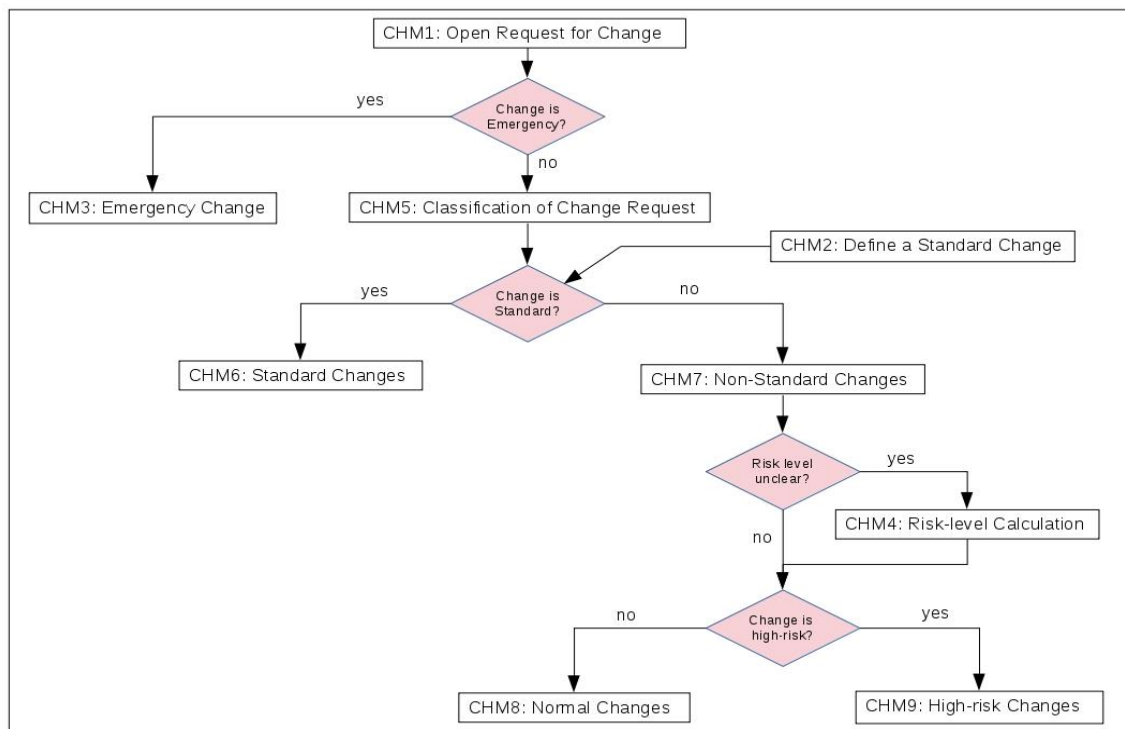 CHM1: Open Request for Change
yes
Change is
Emergency?
no
CHM3: Emergency Change
CHM5: Classification of Change Request
CHM2: Define a Standard Change
yes
Change is
Standard?
no
CHM6: Standard Changes
CHM7: Non-Standard Changes
Risk level
unclear?
yes
CHM4: Risk-level Calculation
no
no
Change is
high-risk?
yes
CHM8: Normal Changes
CHM9: High-risk Changes